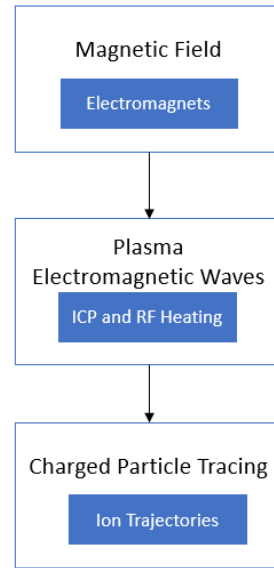 Magnetic Field
Electromagnets
Plasma
Electromagnetic Waves
ICP and RF Heating
Charged Particle Tracing
Ion Trajectories